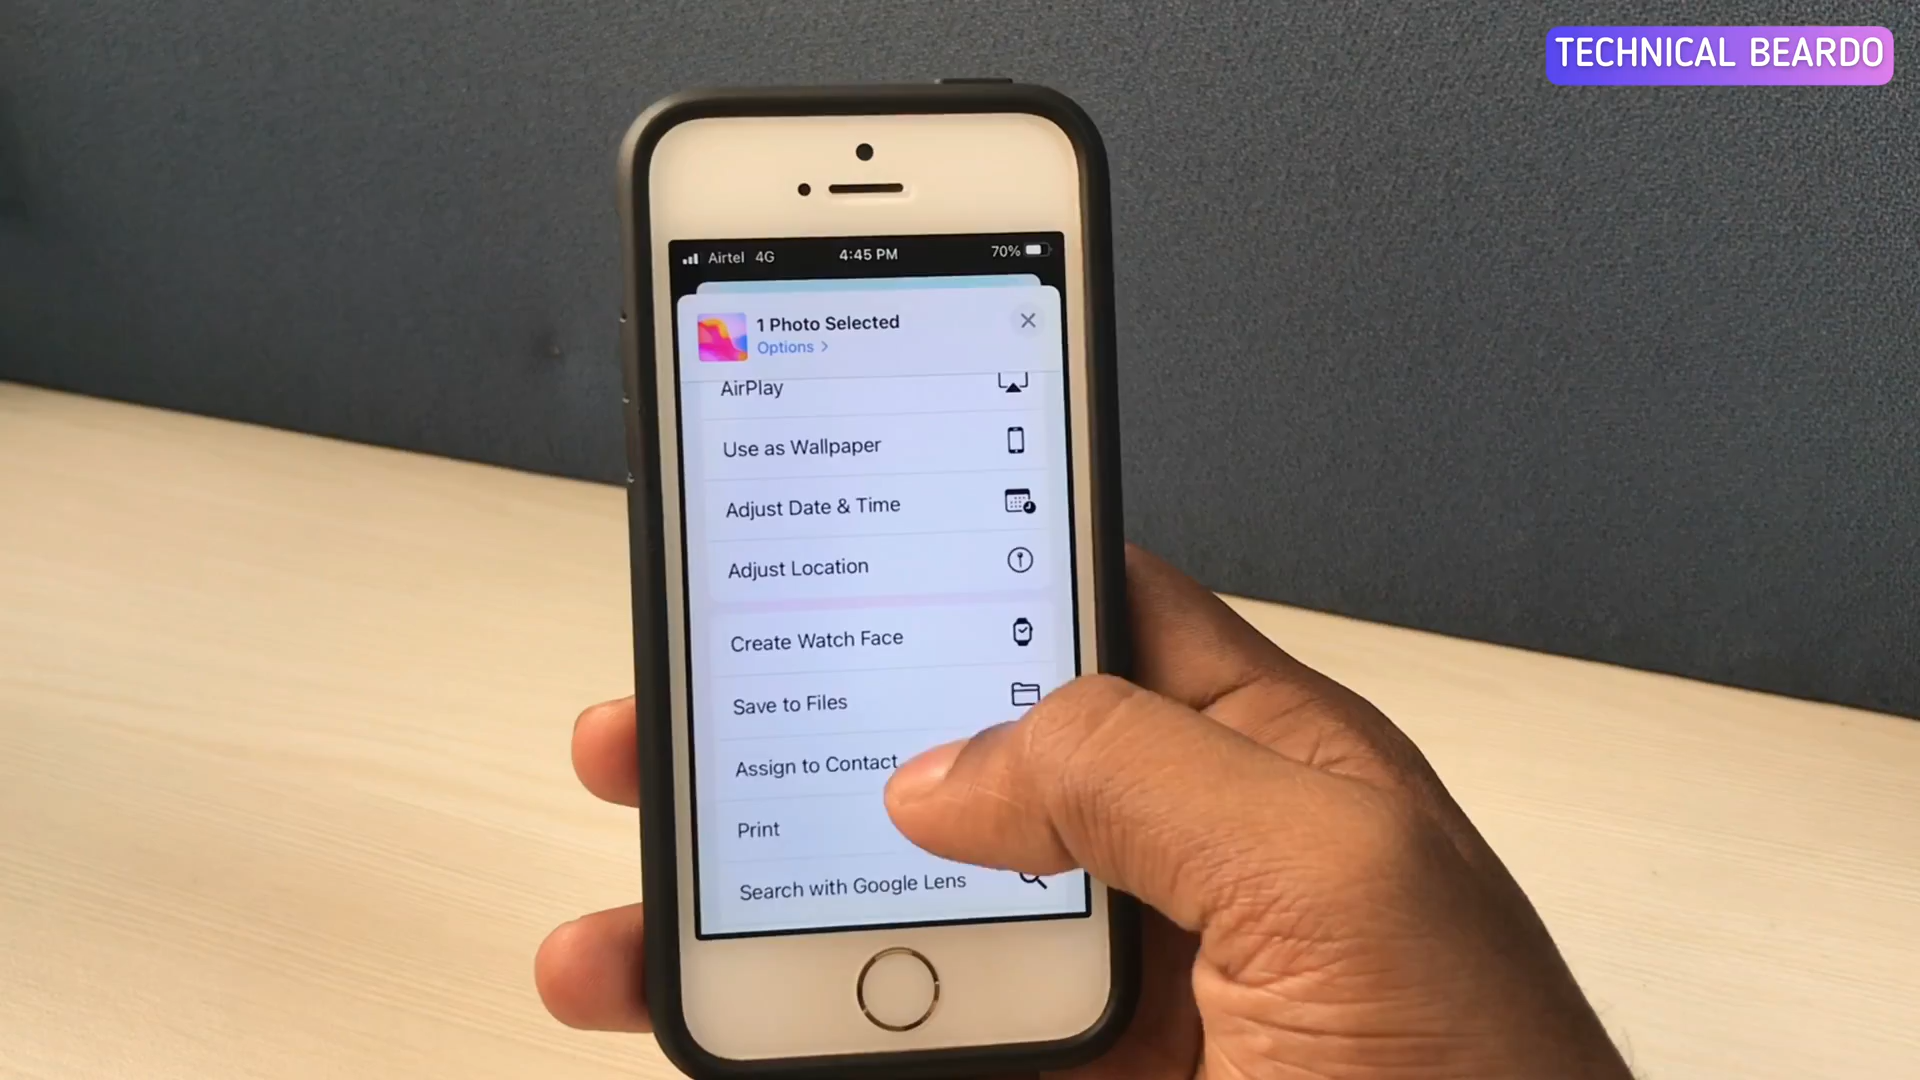 TECHNICAL BEARDO
Airtel 4G 4:45 PM 70%
1 Photo Selected
Options >
AirPlay
Use as Wallpaper
Adjust Date & Time
Adjust Location
Create Watch Face
Save to Files
Assign to Contact
Print
Search with Google Lens